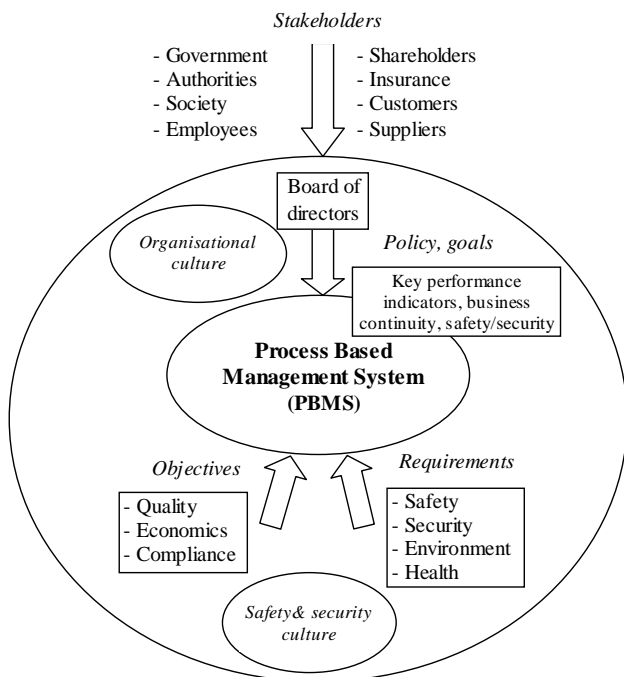 Stakeholders
- Government
- Authorities
- Society
- Employees
- Shareholders
- Insurance
- Customers
- Suppliers
Board of
directors
Organisational
culture
Policy, goals
Key performance
indicators, business
continuity, safety/security
Process Based
Management System
(PBMS)
Objectives
- Quality
- Economics
- Compliance
Requirements
- Safety
- Security
- Environment
- Health
Safety& security
culture